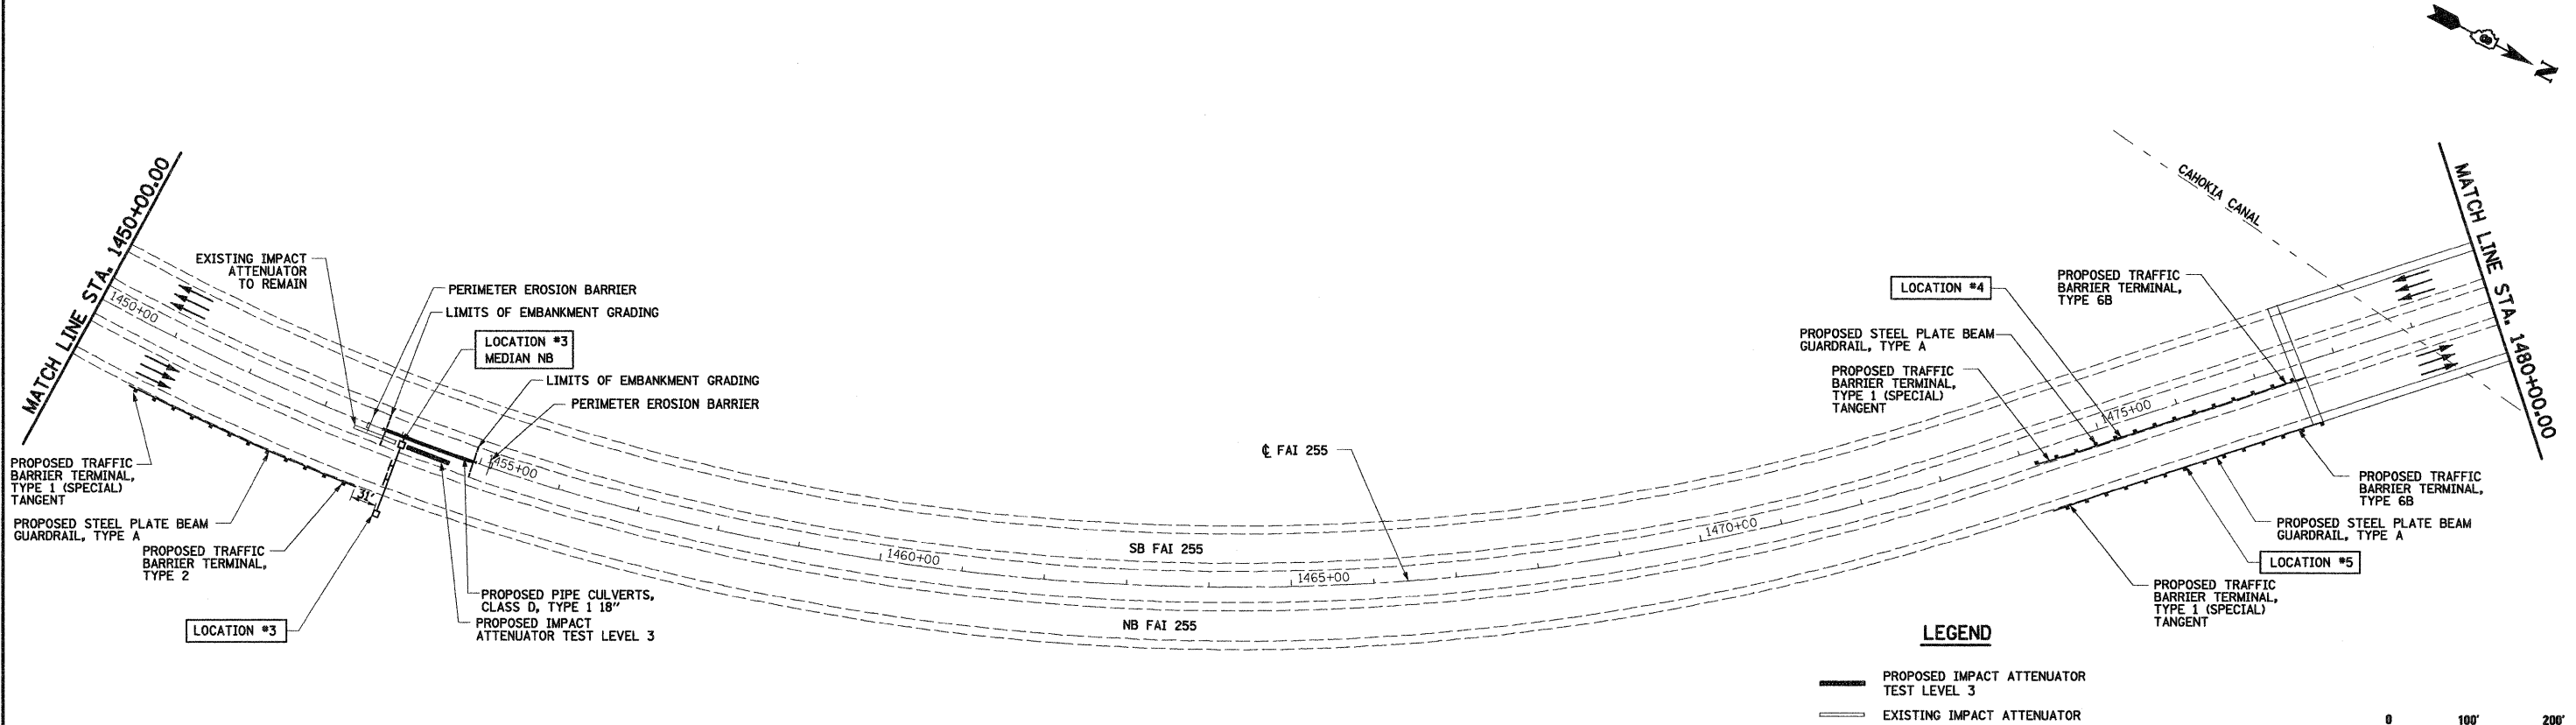 N
MATCH LINE STA. 1450+00.00
1450+00
EXISTING IMPACT
ATTENUATOR
TO REMAIN
PERIMETER EROSION BARRIER
LIMITS OF EMBANKMENT GRADING
LOCATION #3
MEDIAN NB
LIMITS OF EMBANKMENT GRADING
PERIMETER EROSION BARRIER
PROPOSED TRAFFIC
BARRIER TERMINAL,
TYPE 1 (SPECIAL)
TANGENT
PROPOSED STEEL PLATE BEAM
GUARDRAIL, TYPE A
PROPOSED TRAFFIC
BARRIER TERMINAL,
TYPE 2
31'
LOCATION #3
1455+00
PROPOSED PIPE CULVERTS,
CLASS D, TYPE 1 18"
PROPOSED IMPACT
ATTENUATOR TEST LEVEL 3
1460+00
SB FAI 255
NB FAI 255
1465+00
℄ FAI 255
1470+00
1475+00
LOCATION #4
PROPOSED STEEL PLATE BEAM
GUARDRAIL, TYPE A
PROPOSED TRAFFIC
BARRIER TERMINAL,
TYPE 1 (SPECIAL)
TANGENT
PROPOSED TRAFFIC
BARRIER TERMINAL,
TYPE 6B
CAHOKIA CANAL
MATCH LINE STA. 1480+00.00
PROPOSED TRAFFIC
BARRIER TERMINAL,
TYPE 6B
PROPOSED STEEL PLATE BEAM
GUARDRAIL, TYPE A
LOCATION #5
PROPOSED TRAFFIC
BARRIER TERMINAL,
TYPE 1 (SPECIAL)
TANGENT
LEGEND
PROPOSED IMPACT ATTENUATOR
TEST LEVEL 3
EXISTING IMPACT ATTENUATOR
0 100' 200'